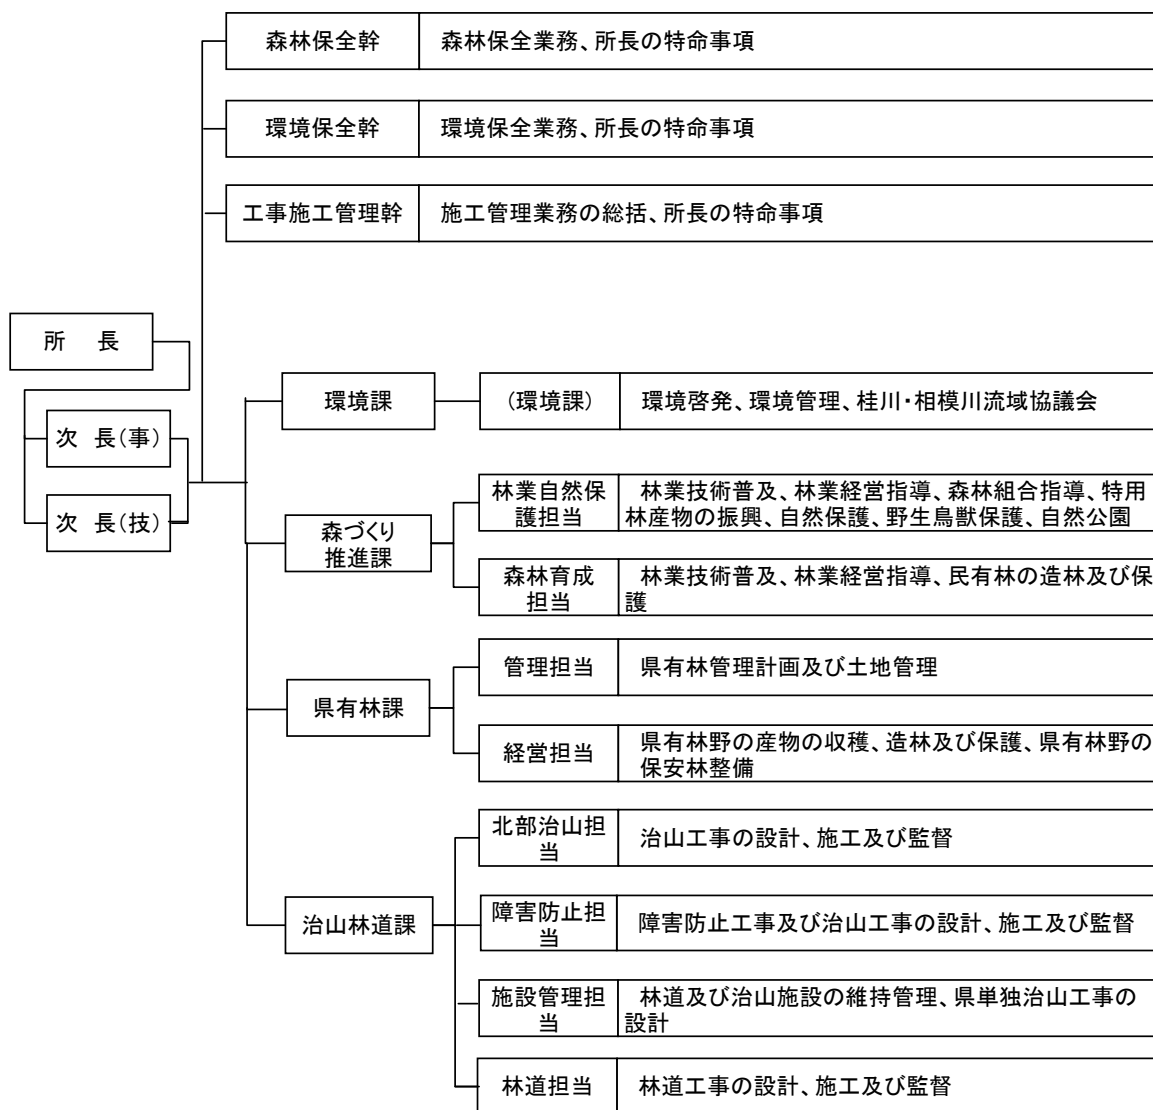 森林保全幹
森林保全業務、所長の特命事項
環境保全幹
環境保全業務、所長の特命事項
工事施工管理幹
施工管理業務の総括、所長の特命事項
所 長
次 長(事)
次 長(技)
環境課
(環境課)
環境啓発、環境管理、桂川・相模川流域協議会
森づくり
推進課
林業自然保
護担当
林業技術普及、林業経営指導、森林組合指導、特用
林産物の振興、自然保護、野生鳥獣保護、自然公園
森林育成
担当
林業技術普及、林業経営指導、民有林の造林及び保
護
県有林課
管理担当
県有林管理計画及び土地管理
経営担当
県有林野の産物の収穫、造林及び保護、県有林野の
保安林整備
治山林道課
北部治山担
当
治山工事の設計、施工及び監督
障害防止担
当
障害防止工事及び治山工事の設計、施工及び監督
施設管理担
当
林道及び治山施設の維持管理、県単独治山工事の
設計
林道担当
林道工事の設計、施工及び監督